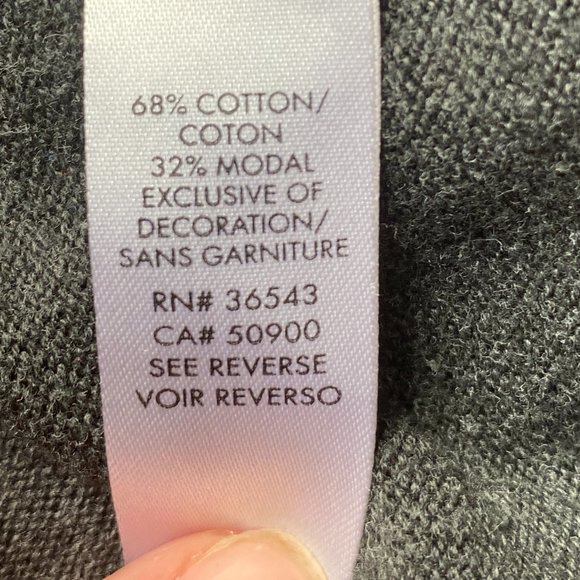 68% COTTON/
COTON
32% MODAL
EXCLUSIVE OF
DECORATION/
SANS GARNITURE
RN# 36543
CA# 50900
SEE REVERSE
VOIR REVERSO